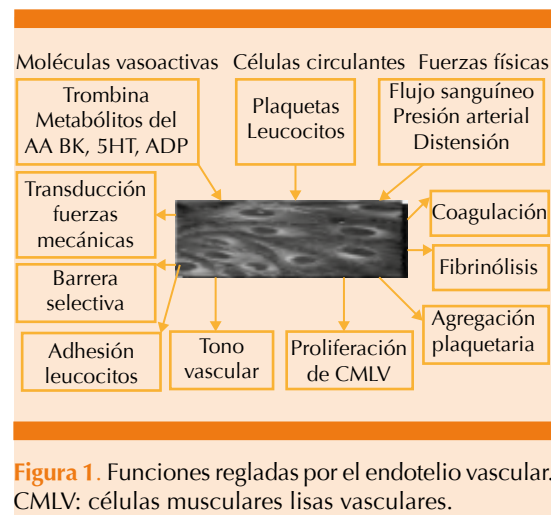 Moléculas vasoactivas
Células circulantes
Fuerzas físicas
Trombina
Metabólitos del
AA BK, 5HT, ADP
Plaquetas
Leucocitos
Flujo sanguíneo
Presión arterial
Distensión
Transducción
fuerzas
mecánicas
Coagulación
Barrera
selectiva
Fibrinólisis
Adhesión
leucocitos
Tono
vascular
Proliferación
de CMLV
Agregación
plaquetaria
Figura 1. Funciones regladas por el endotelio vascular.
CMLV: células musculares lisas vasculares.